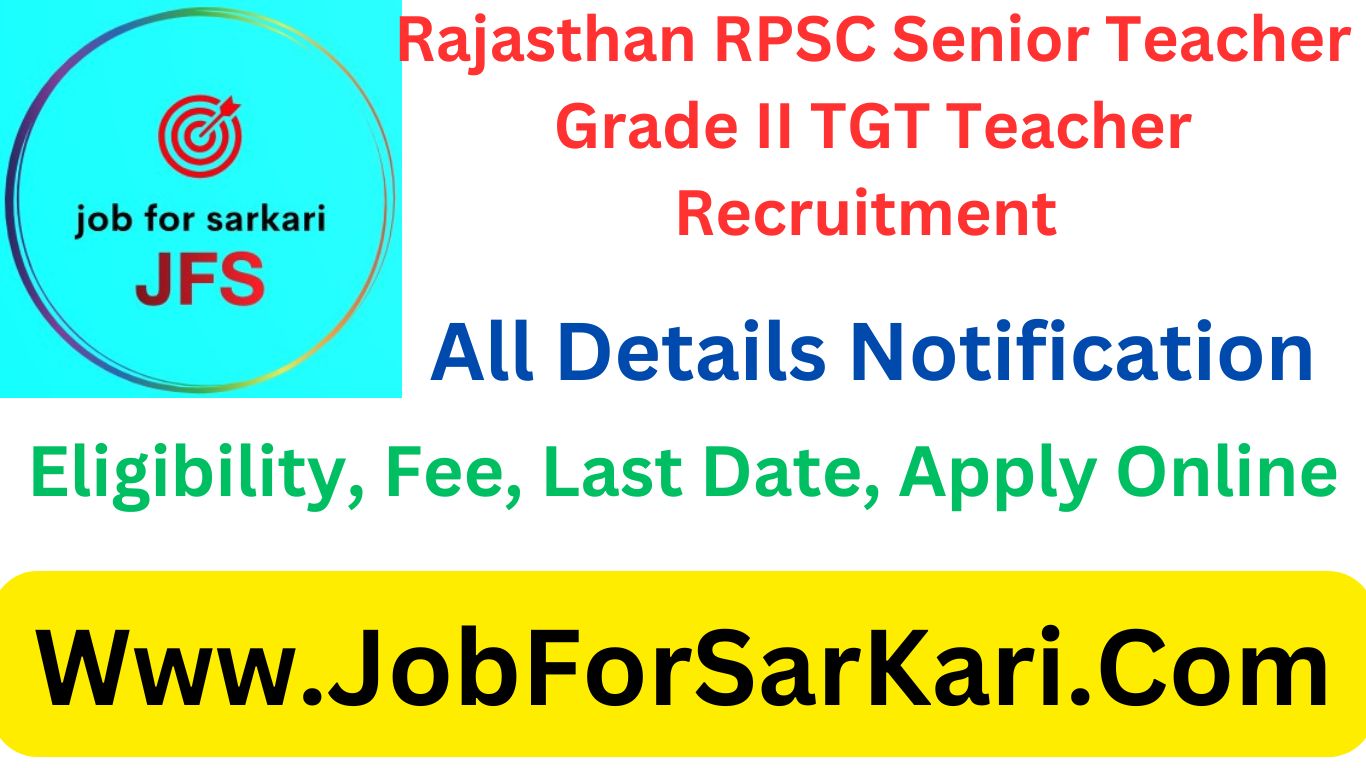 job for sarkari
JFS
Rajasthan RPSC Senior Teacher
Grade II TGT Teacher
Recruitment
All Details Notification
Eligibility, Fee, Last Date, Apply Online
Www.JobForSarKari.Com